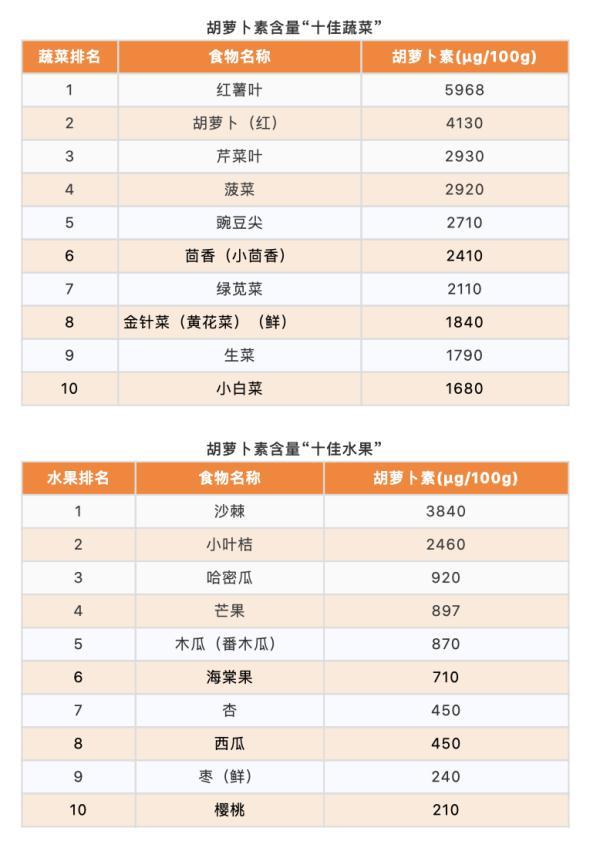 胡萝卜素含量“十佳蔬菜”
蔬菜排名 食物名称 胡萝卜素(μg/100g)
1 红薯叶 5968
2 胡萝卜（红） 4130
3 芹菜叶 2930
4 菠菜 2920
5 豌豆尖 2710
6 茴香（小茴香） 2410
7 绿苋菜 2110
8 金针菜（黄花菜）（鲜） 1840
9 生菜 1790
10 小白菜 1680
胡萝卜素含量“十佳水果”
水果排名 食物名称 胡萝卜素(μg/100g)
1 沙棘 3840
2 小叶桔 2460
3 哈密瓜 920
4 芒果 897
5 木瓜（番木瓜） 870
6 海棠果 710
7 杏 450
8 西瓜 450
9 枣（鲜） 240
10 樱桃 210